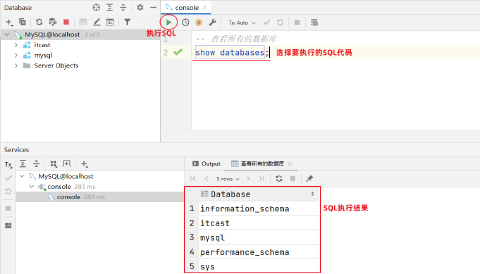 Database
console
Tx: Auto
MySQL@localhost 2 of 5
执行SQL
itcast
mysql
Server Objects
1 -- 查看所有的数据库
2 show databases;
选择要执行的SQL代码
Services
Tx
Output
查看所有的数据库
MySQL@localhost
console 283 ms
console 283 ms
5 rows
Database
1 information_schema
2 itcast
3 mysql
4 performance_schema
5 sys
SQL执行结果